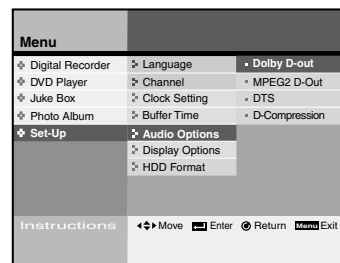 Menu
Digital Recorder
DVD Player
Juke Box
Photo Album
Set-Up
Language
Channel
Clock Setting
Buffer Time
Audio Options
Display Options
HDD Format
Dolby D-out
MPEG2 D-Out
DTS
D-Compression
Instructions
Move Enter Return Menu Exit